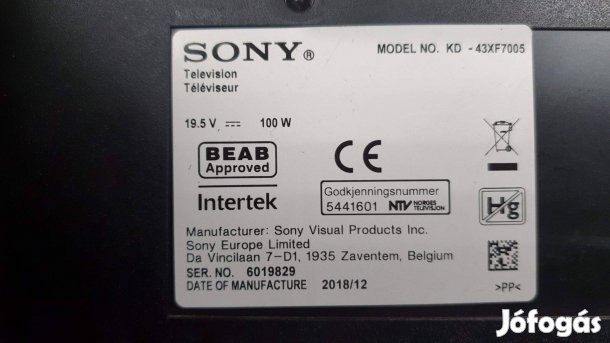 SONY®
MODEL NO. KD - 43XF7005
Television
Téléviseur
19.5 V ⎓ 100 W
BEAB
Approved
Intertek
CE
Godkjenningsnummer
5441601 NTV NORGES TELEVISJON
Hg
Manufacturer: Sony Visual Products Inc.
Sony Europe Limited
Da Vincilaan 7-D1, 1935 Zaventem, Belgium
SER. NO. 6019829
DATE OF MANUFACTURE 2018/12
>PP<
Jófogás